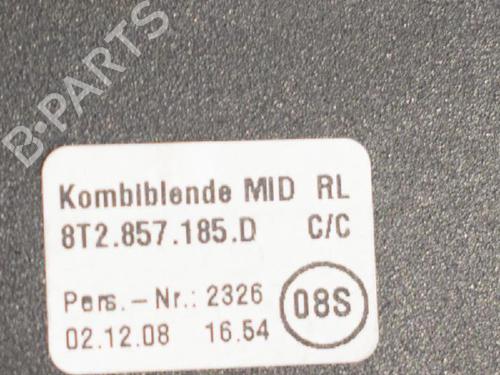 B-PARTS
Kombiblende MID RL
8T2.857.185.D C/C
Pers.-Nr.: 2326
08S
02.12.08 16.54